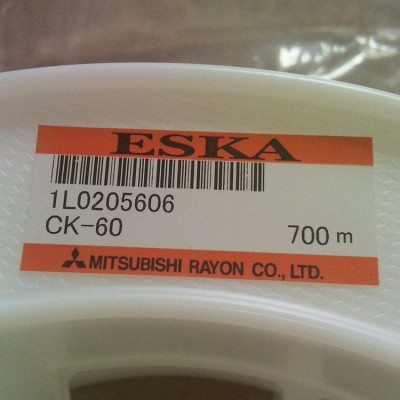 ESKA
1L0205606
CK-60 700 m
MITSUBISHI RAYON CO., LTD.